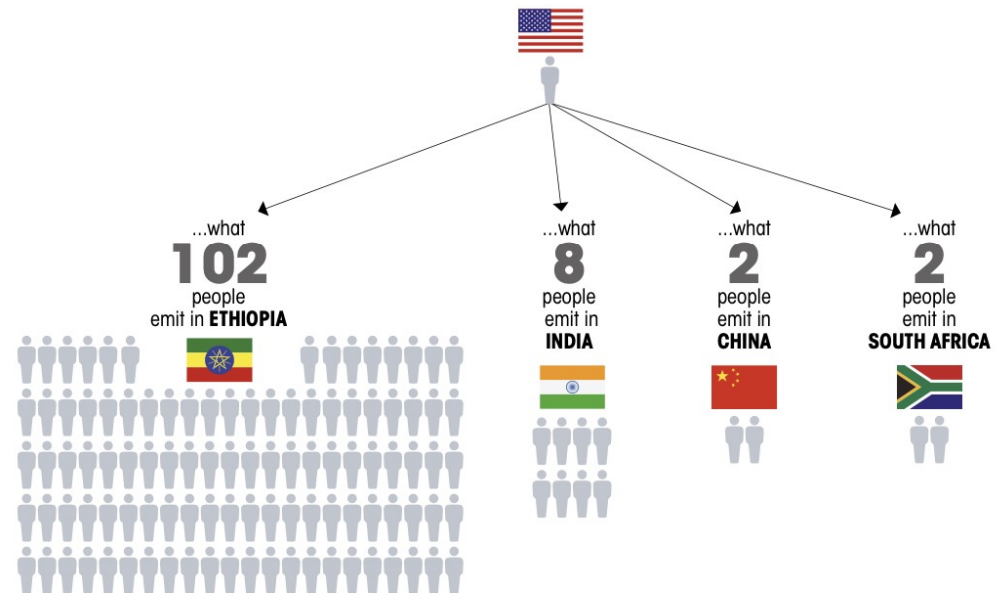 ...what
102
people
emit in ETHIOPIA
...what
8
people
emit in
INDIA
...what
2
people
emit in
CHINA
...what
2
people
emit in
SOUTH AFRICA